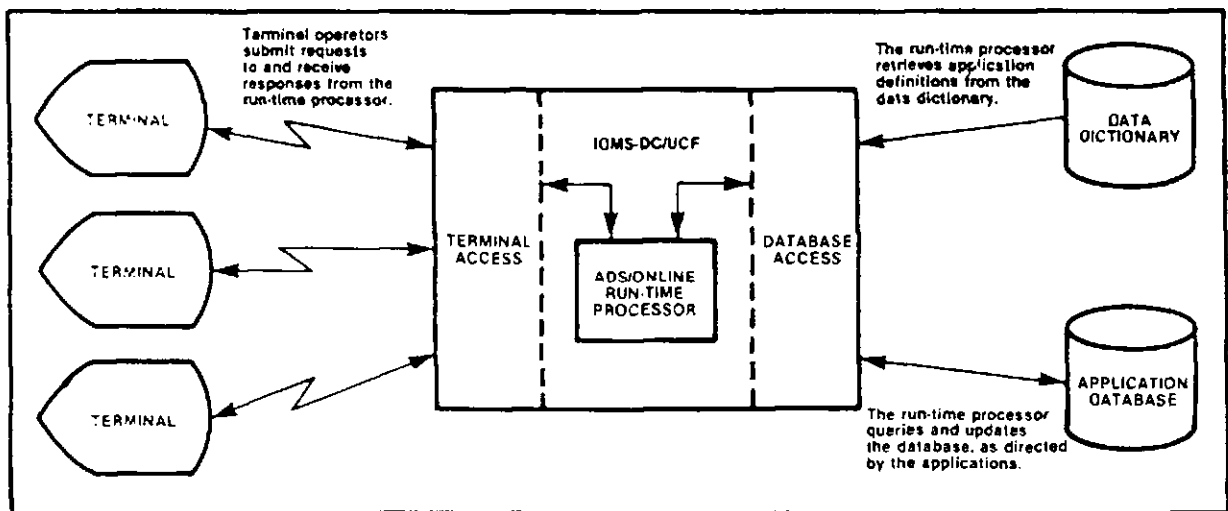 Terminal operetors
submit requests
to and receive
responses from the
run-time processor.
The run-time processor
retrieves application
definitions from the
data dictionary.
TERMINAL
TERMINAL
TERMINAL
IDMS-DC/UCF
TERMINAL
ACCESS
ADS/ONLINE
RUN-TIME
PROCESSOR
DATABASE
ACCESS
DATA
DICTIONARY
APPLICATION
DATABASE
The run-time processor
queries and updates
the database, as directed
by the applications.